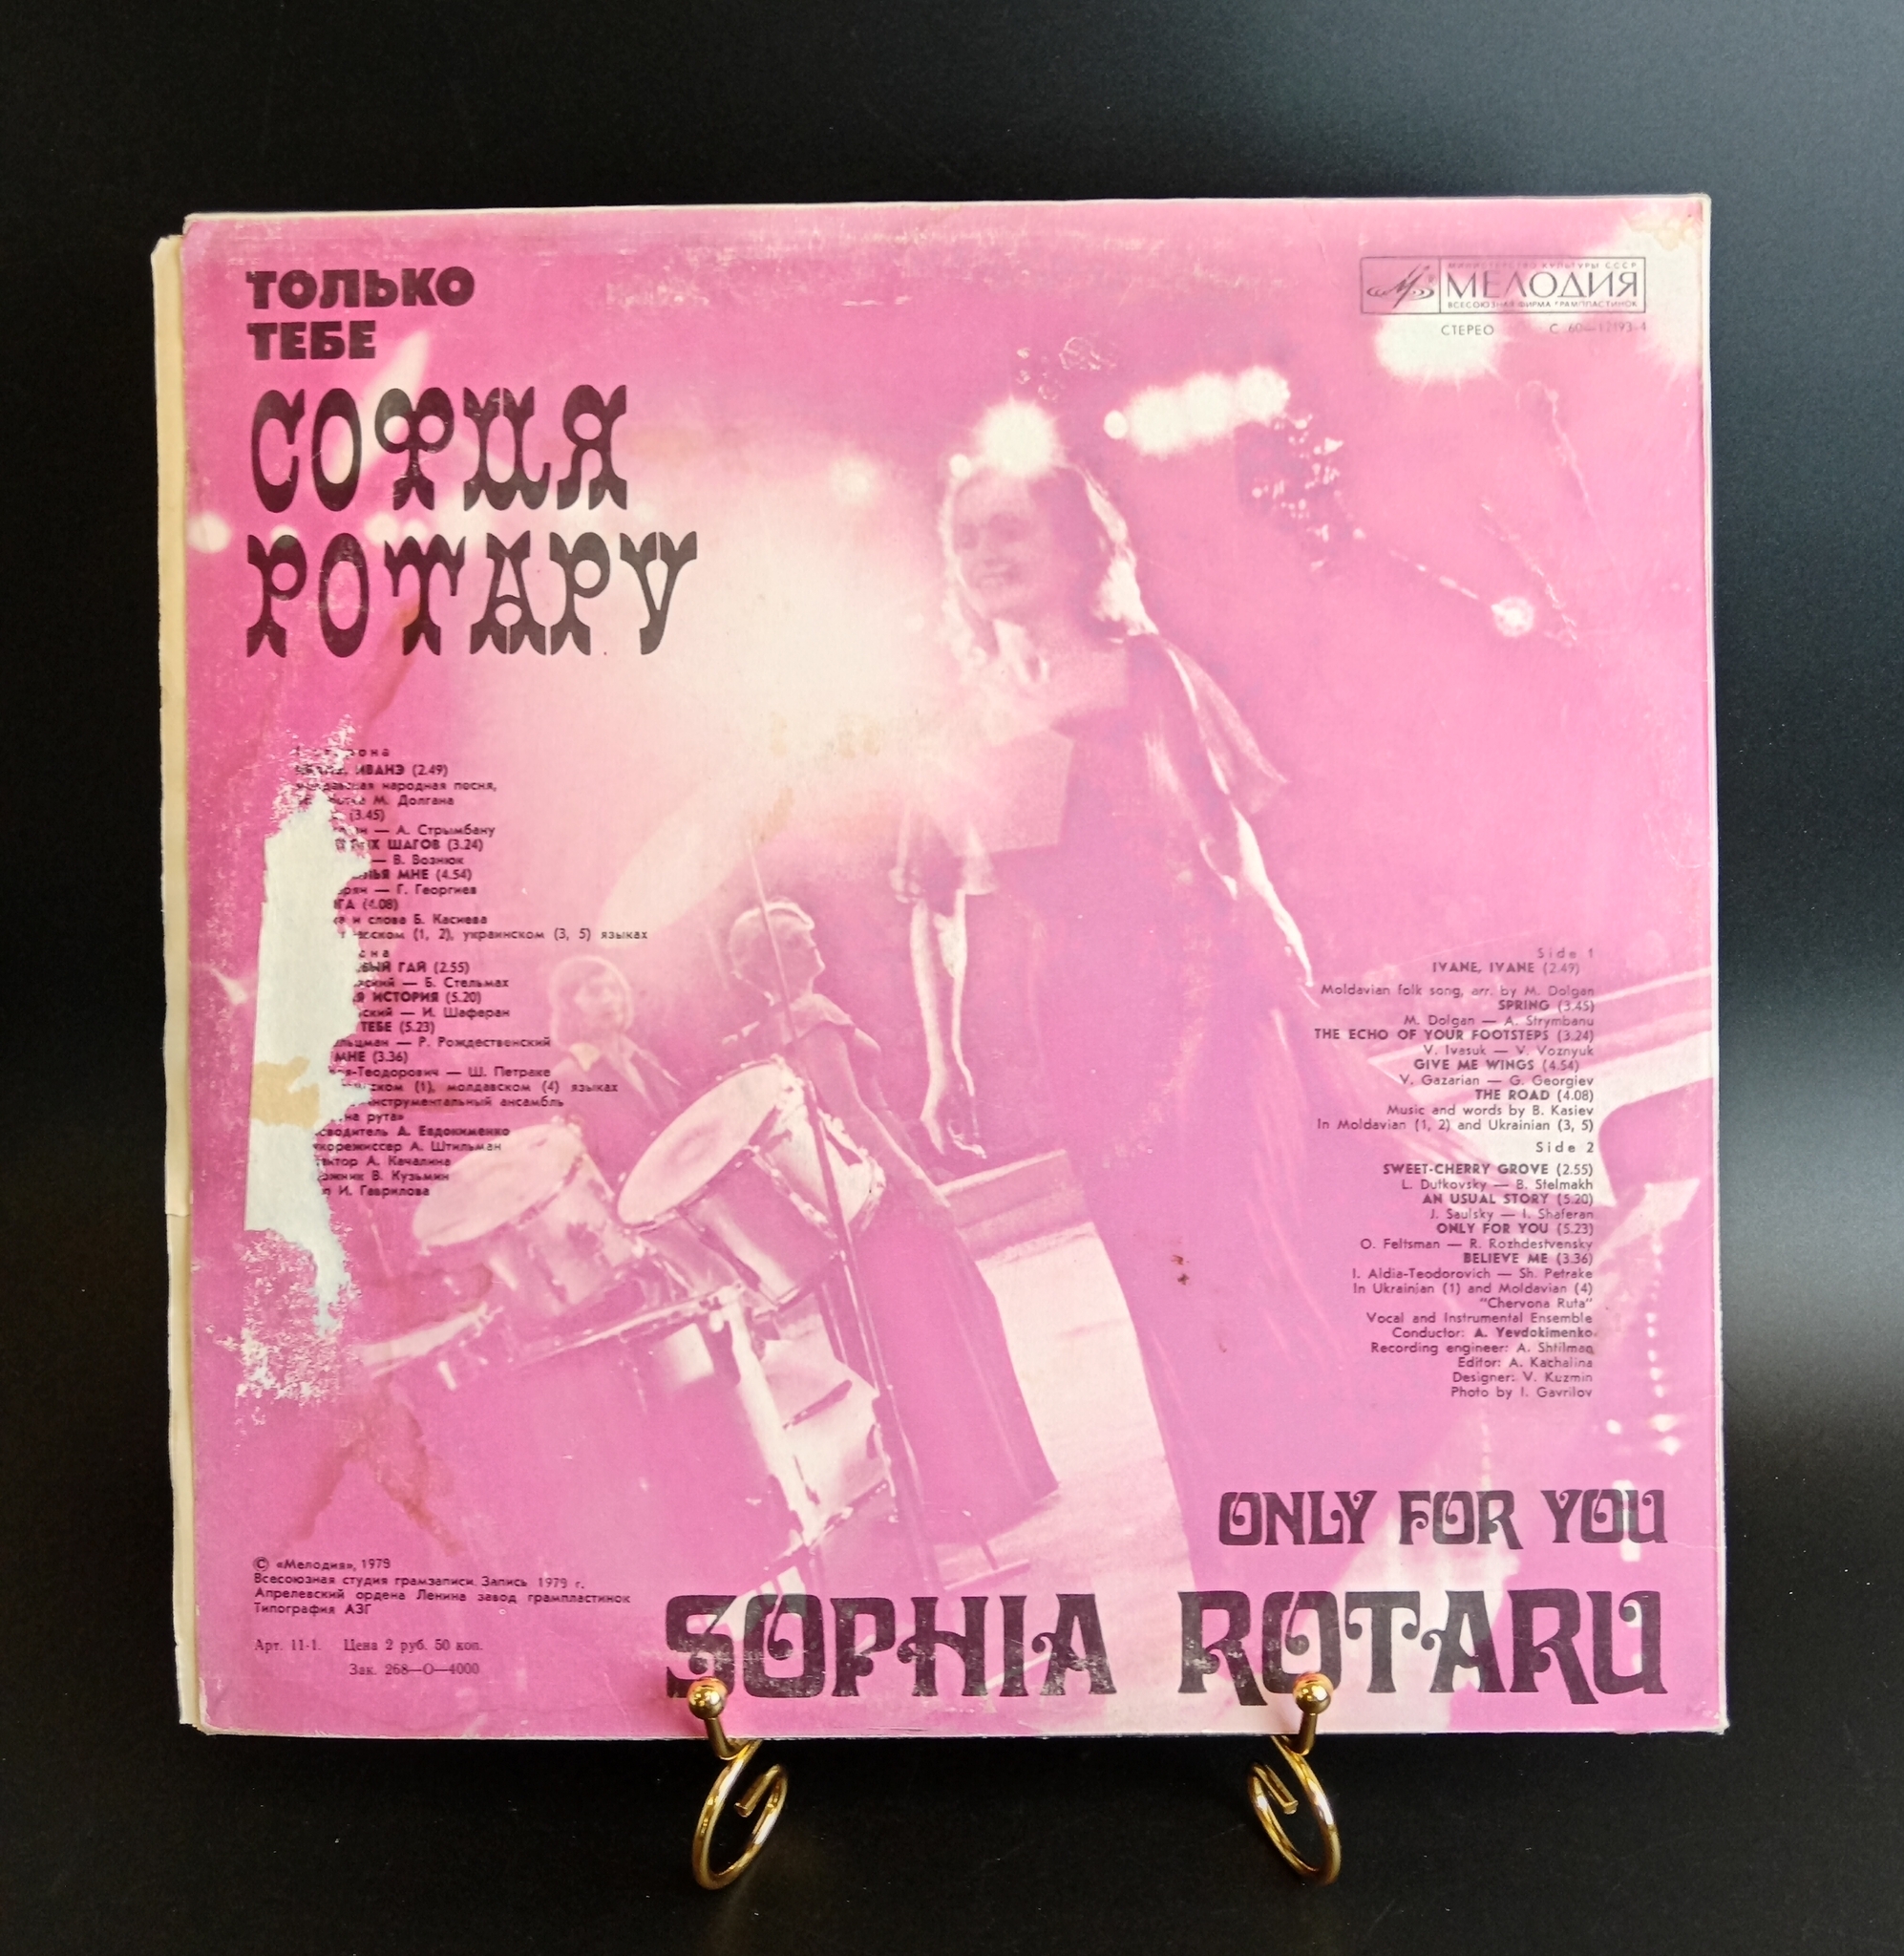 ТОЛЬКО
ТЕБЕ
СОФИЯ
РОТАРУ
МИНИСТЕРСТВО КУЛЬТУРЫ СССР
МЕЛОДИЯ
ВСЕСОЮЗНАЯ ФИРМА ГРАМПЛАСТИНОК
СТЕРЕО С 60—12493-4
ИВАНЭ (2.49)
народная песня,
М. Долгана
(3.45)
— А. Стрымбану
ШАГОВ (3.24)
— В. Вознюк
МНЕ (4.54)
— Г. Георгиев
(4.08)
и слова Б. Касиева
(1, 2), украинском (3, 5) языках
ГАЙ (2.55)
— Б. Стельмах
ИСТОРИЯ (5.20)
— И. Шаферан
ТЕБЕ (5.23)
— Р. Рождественский
МНЕ (3.36)
-Теодорович — Ш. Петраке
(1), молдавском (4) языках
инструментальный ансамбль
рута»
А. Евдокименко
А. Штильман
А. Качалина
В. Кузьмин
И. Гаврилова
Side 1
IVANE, IVANE (2.49)
Moldavian folk song, arr. by M. Dolgan
SPRING (3.45)
M. Dolgan — A. Strymbanu
THE ECHO OF YOUR FOOTSTEPS (3.24)
V. Ivasuk — V. Voznyuk
GIVE ME WINGS (4.54)
V. Gazarian — G. Georgiev
THE ROAD (4.08)
Music and words by B. Kasiev
In Moldavian (1, 2) and Ukrainian (3, 5)
Side 2
SWEET-CHERRY GROVE (2.55)
L. Dutkovsky — B. Stelmakh
AN USUAL STORY (5.20)
J. Saulsky — I. Shaferan
ONLY FOR YOU (5.23)
O. Feltsman — R. Rozhdestvensky
BELIEVE ME (3.36)
I. Aldia-Teodorovich — Sh. Petrake
In Ukrainian (1) and Moldavian (4)
"Chervona Ruta"
Vocal and Instrumental Ensemble
Conductor: A. Yevdokimenko
Recording engineer: A. Shtilman
Editor: A. Kachalina
Designer: V. Kuzmin
Photo by I. Gavrilov
© «Мелодия», 1979
Всесоюзная студия грамзаписи. Запись 1979 г.
Апрелевский ордена Ленина завод грампластинок
Типография АЗГ
Арт. 11-1. Цена 2 руб. 50 коп.
Зак. 268—О—4000
ONLY FOR YOU
SOPHIA ROTARU